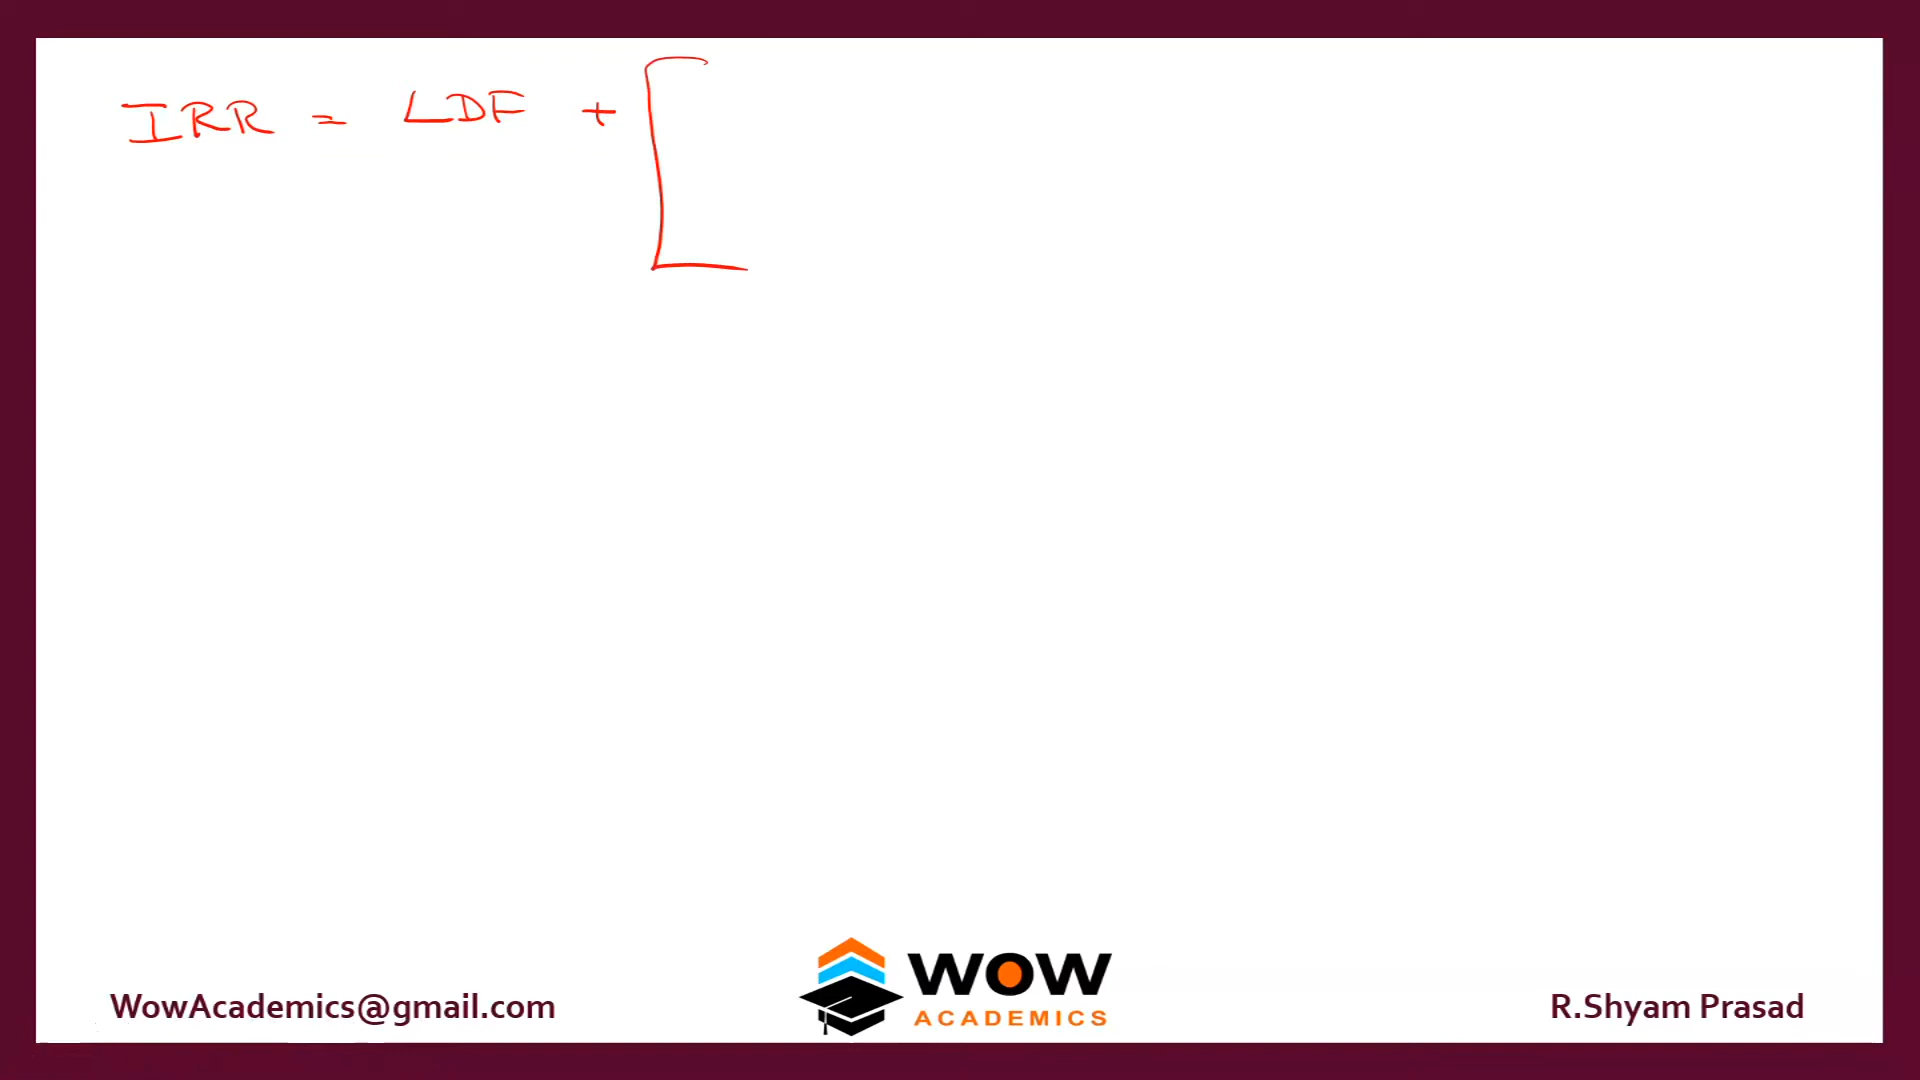 IRR = LDF + [
WOW
ACADEMICS
WowAcademics@gmail.com
R.Shyam Prasad